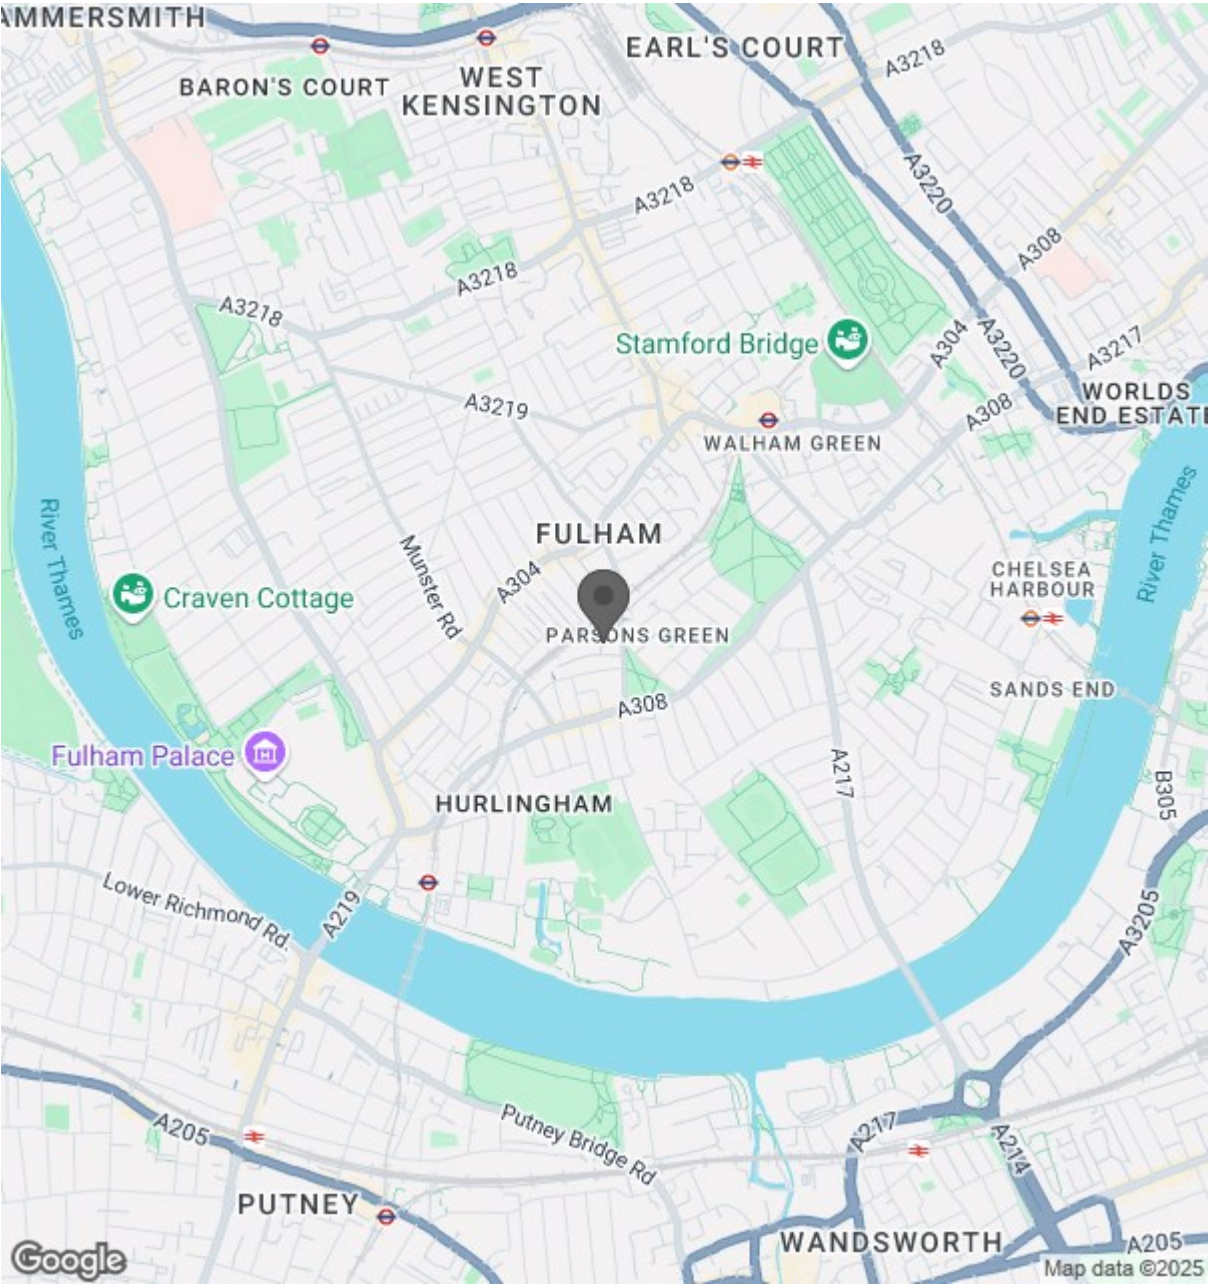 AMMERSMITH
EARL'S COURT
A3218
BARON'S COURT
WEST
KENSINGTON
A3220
A3218
A308
A3218
A3218
Stamford Bridge
A304
A3220
A3217
A3219
A308
WORLDS
END ESTATE
WALHAM GREEN
River Thames
River Thames
FULHAM
Munster Rd
A304
CHELSEA
HARBOUR
Craven Cottage
PARSONS GREEN
A308
SANDS END
Fulham Palace
A217
B305
HURLINGHAM
Lower Richmond Rd.
A219
A3205
A205
Putney Bridge Rd
A217
A214
PUTNEY
WANDSWORTH
A205
Google
Map data ©2025